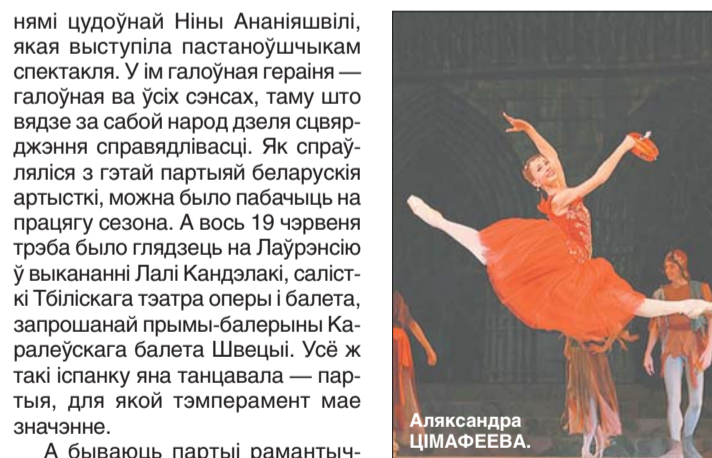 нямі цудоўнай Ніны Ананіяшвілі,
якая выступіла пастаноўшчыкам
спектакля. У ім галоўная гераіня —
галоўная ва ўсіх сэнсах, таму што
вядзе за сабой народ дзеля сцвяр-
джэння справядлівасці. Як спраў-
ляліся з гэтай партыяй беларускія
артысткі, можна было пабачыць на
працягу сезона. А вось 19 чэрвеня
трэба было глядзець на Лаўрэнсію
ў выкананні Лалі Кандэлакі, саліст-
кі Тбіліскага тэатра оперы і балета,
запрошанай прымы-балерыны Ка-
ралеўскага балета Швецыі. Усё ж
такі іспанку яна танцавала — пар-
тыя, для якой тэмперамент мае
значэнне.
А бываюць партыі рамантыч-
Аляксандра
ЦІМАФЕЕВА.